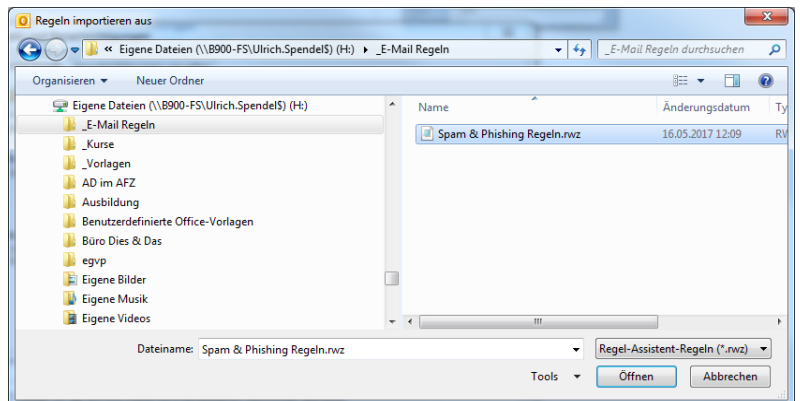 Regeln importieren aus
« Eigene Dateien (\\B900-FS\Ulrich.Spendel$) (H:) ▸ _E-Mail Regeln
_E-Mail Regeln durchsuchen
Organisieren Neuer Ordner
Eigene Dateien (\\B900-FS\Ulrich.Spendel$) (H:)
_E-Mail Regeln
_Kurse
_Vorlagen
AD im AFZ
Ausbildung
Benutzerdefinierte Office-Vorlagen
Büro Dies & Das
egvp
Eigene Bilder
Eigene Musik
Eigene Videos
Name Änderungsdatum Ty
Spam & Phishing Regeln.rwz 16.05.2017 12:09 RV
Dateiname: Spam & Phishing Regeln.rwz Regel-Assistent-Regeln (*.rwz)
Tools Öffnen Abbrechen